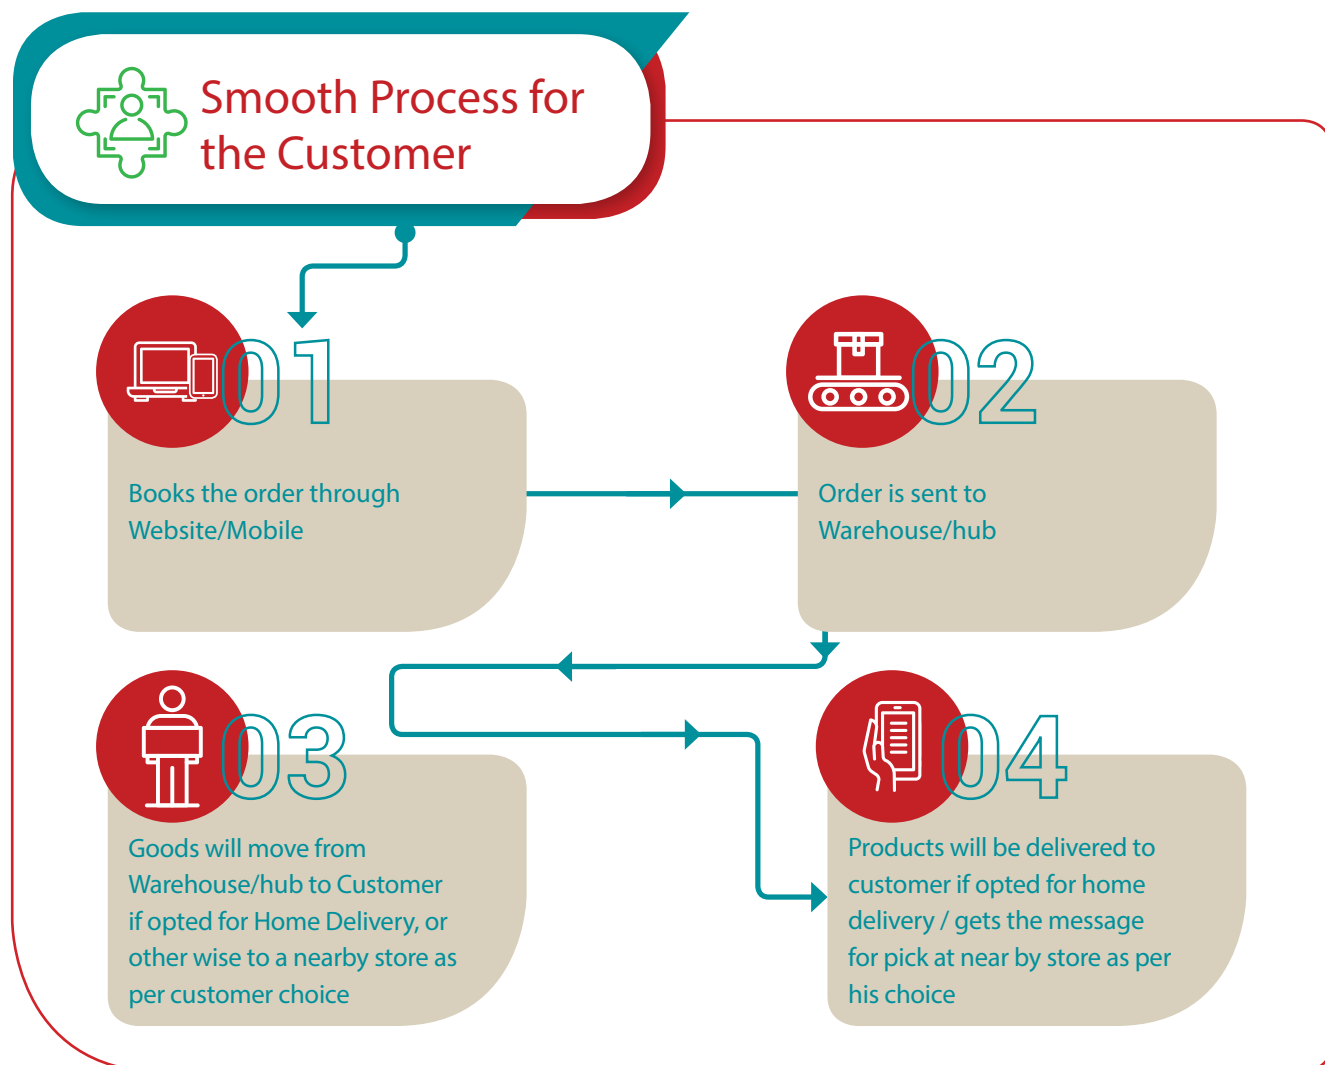 Smooth Process for
the Customer
01
Books the order through
Website/Mobile
02
Order is sent to
Warehouse/hub
03
Goods will move from
Warehouse/hub to Customer
if opted for Home Delivery, or
other wise to a nearby store as
per customer choice
04
Products will be delivered to
customer if opted for home
delivery / gets the message
for pick at near by store as per
his choice